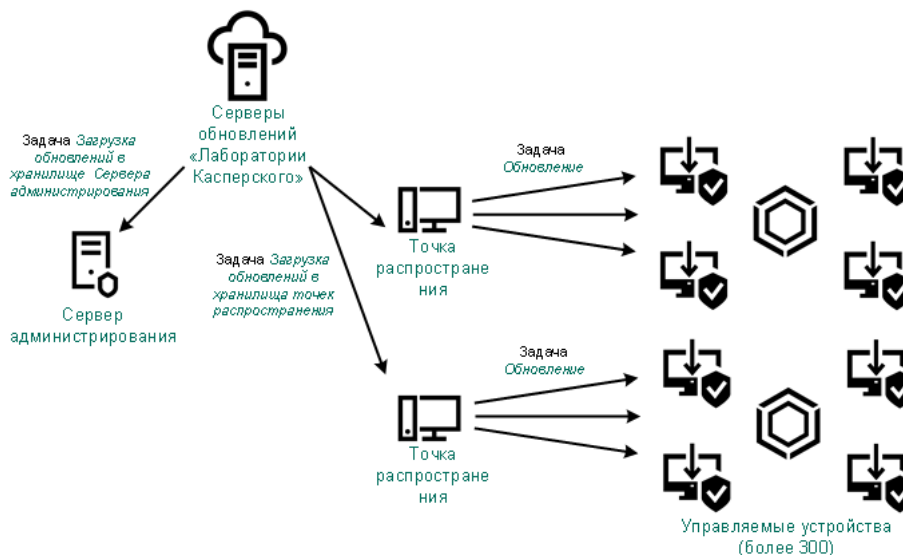 Серверы
обновлений
«Лаборатории
Касперского»
Задача Загрузка
обновлений в
хранилище Сервера
администрирования
Сервер
администрирования
Задача Загрузка
обновлений в
хранилища точек
распространения
Точка
распростране
ния
Задача
Обновление
Точка
распростране
ния
Задача
Обновление
Управляемые устройства
(более 300)